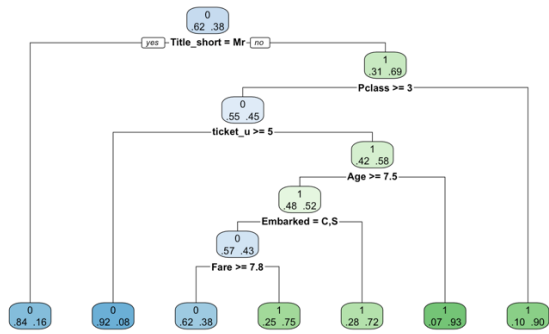 0
.62 .38
yes Title_short = Mr no
1
.31 .69
Pclass >= 3
0
.55 .45
ticket_u >= 5
1
.42 .58
Age >= 7.5
1
.48 .52
Embarked = C,S
0
.57 .43
Fare >= 7.8
0 0 0 1 1 1 1
.84 .16 .92 .08 .62 .38 .25 .75 .28 .72 .07 .93 .10 .90